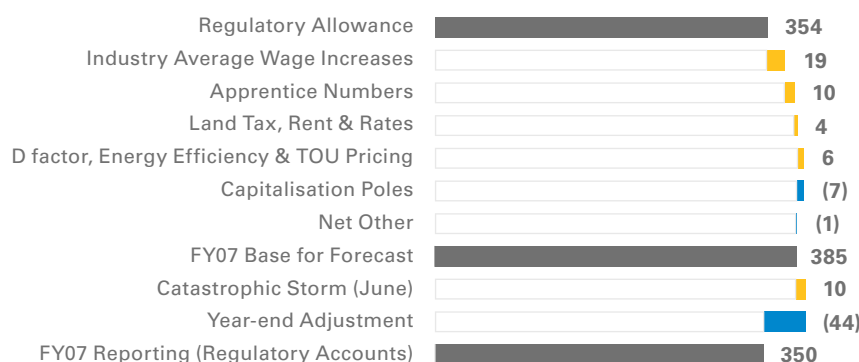 Regulatory Allowance 354
Industry Average Wage Increases 19
Apprentice Numbers 10
Land Tax, Rent & Rates 4
D factor, Energy Efficiency & TOU Pricing 6
Capitalisation Poles (7)
Net Other (1)
FY07 Base for Forecast 385
Catastrophic Storm (June) 10
Year-end Adjustment (44)
FY07 Reporting (Regulatory Accounts) 350